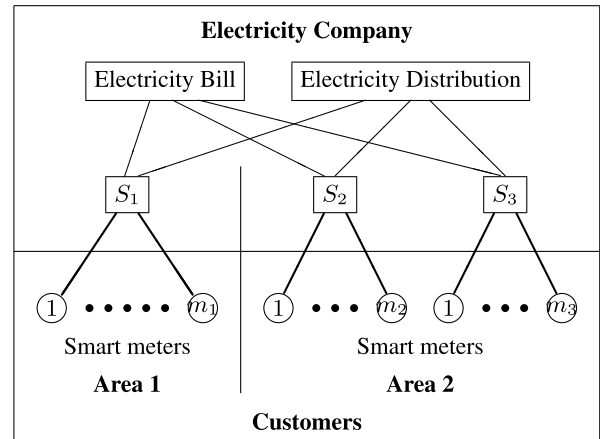 Electricity Company
Electricity Bill Electricity Distribution
S₁ S₂ S₃
1 m₁ 1 m₂ 1 m₃
Smart meters Smart meters
Area 1 Area 2
Customers